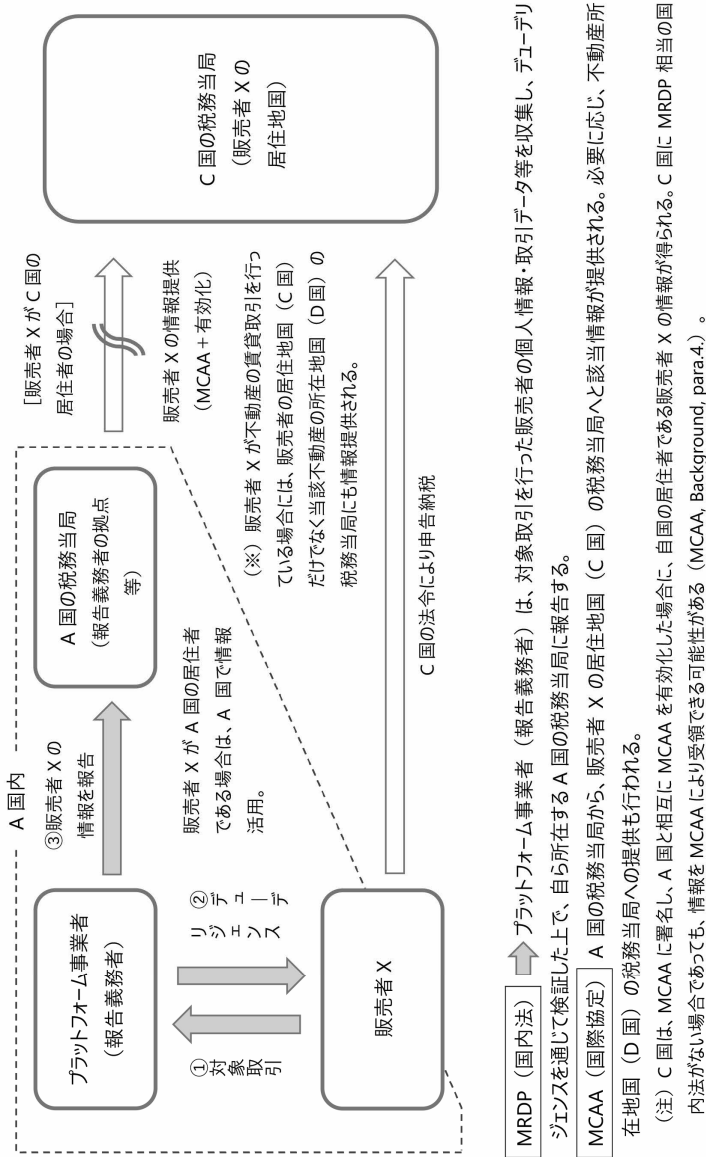 A 国内
プラットフォーム事業者
（報告義務者）
③販売者 X の
情報を報告
A 国の税務当局
（報告義務者の拠点
等）
［販売者 X が C 国の
居住者の場合］
販売者 X の情報提供
（MCAA＋有効化）
C 国の税務当局
（販売者 X の
居住地国）
①対象取引
②デューデ
リジェンス
販売者 X が A 国の居住者
である場合は、A 国で情報
活用。
（※）販売者 X が不動産の賃貸取引を行っ
ている場合には、販売者の居住地国（C 国）
だけでなく当該不動産の所在地国（D 国）の
税務当局にも情報提供される。
販売者 X
C 国の法令により申告納税
MRDP（国内法） プラットフォーム事業者（報告義務者）は、対象取引を行った販売者の個人情報・取引データ等を収集し、デューデリ
ジェンスを通じて検証した上で、自ら所在する A 国の税務当局に報告する。
MCAA（国際協定） A 国の税務当局から、販売者 X の居住地国（C 国）の税務当局へと該当情報が提供される。必要に応じ、不動産所
在地国（D 国）の税務当局への提供も行われる。
（注）C 国は、MCAA に署名し、A 国と相互に MCAA を有効化した場合に、自国の居住者である販売者 X の情報が得られる。C 国に MRDP 相当の国
内法がない場合であっても、情報を MCAA により受領できる可能性がある（MCAA, Background, para.4.）。